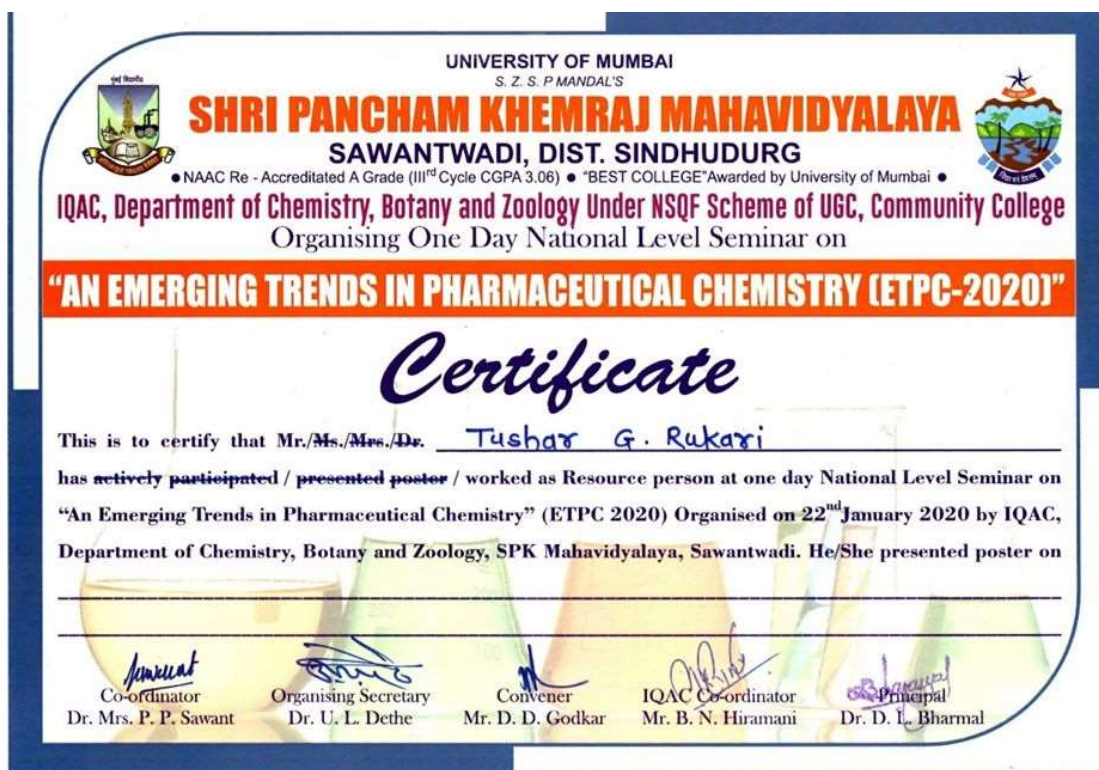 मुंबई विद्यापीठ
UNIVERSITY OF MUMBAI
S. Z. S. P MANDAL'S
SHRI PANCHAM KHEMRAJ MAHAVIDYALAYA
SAWANTWADI, DIST. SINDHUDURG
● NAAC Re - Accreditated A Grade (IIIrd Cycle CGPA 3.06) ● "BEST COLLEGE"Awarded by University of Mumbai ●
IQAC, Department of Chemistry, Botany and Zoology Under NSQF Scheme of UGC, Community College
Organising One Day National Level Seminar on
"AN EMERGING TRENDS IN PHARMACEUTICAL CHEMISTRY (ETPC-2020)"
Certificate
This is to certify that Mr./Ms./Mrs./Dr. Tushar G. Rukari
has actively participated / presented poster / worked as Resource person at one day National Level Seminar on
"An Emerging Trends in Pharmaceutical Chemistry" (ETPC 2020) Organised on 22nd January 2020 by IQAC,
Department of Chemistry, Botany and Zoology, SPK Mahavidyalaya, Sawantwadi. He/She presented poster on
Co-ordinator Organising Secretary Convener IQAC Co-ordinator Principal
Dr. Mrs. P. P. Sawant Dr. U. L. Dethe Mr. D. D. Godkar Mr. B. N. Hiramani Dr. D. L. Bharmal